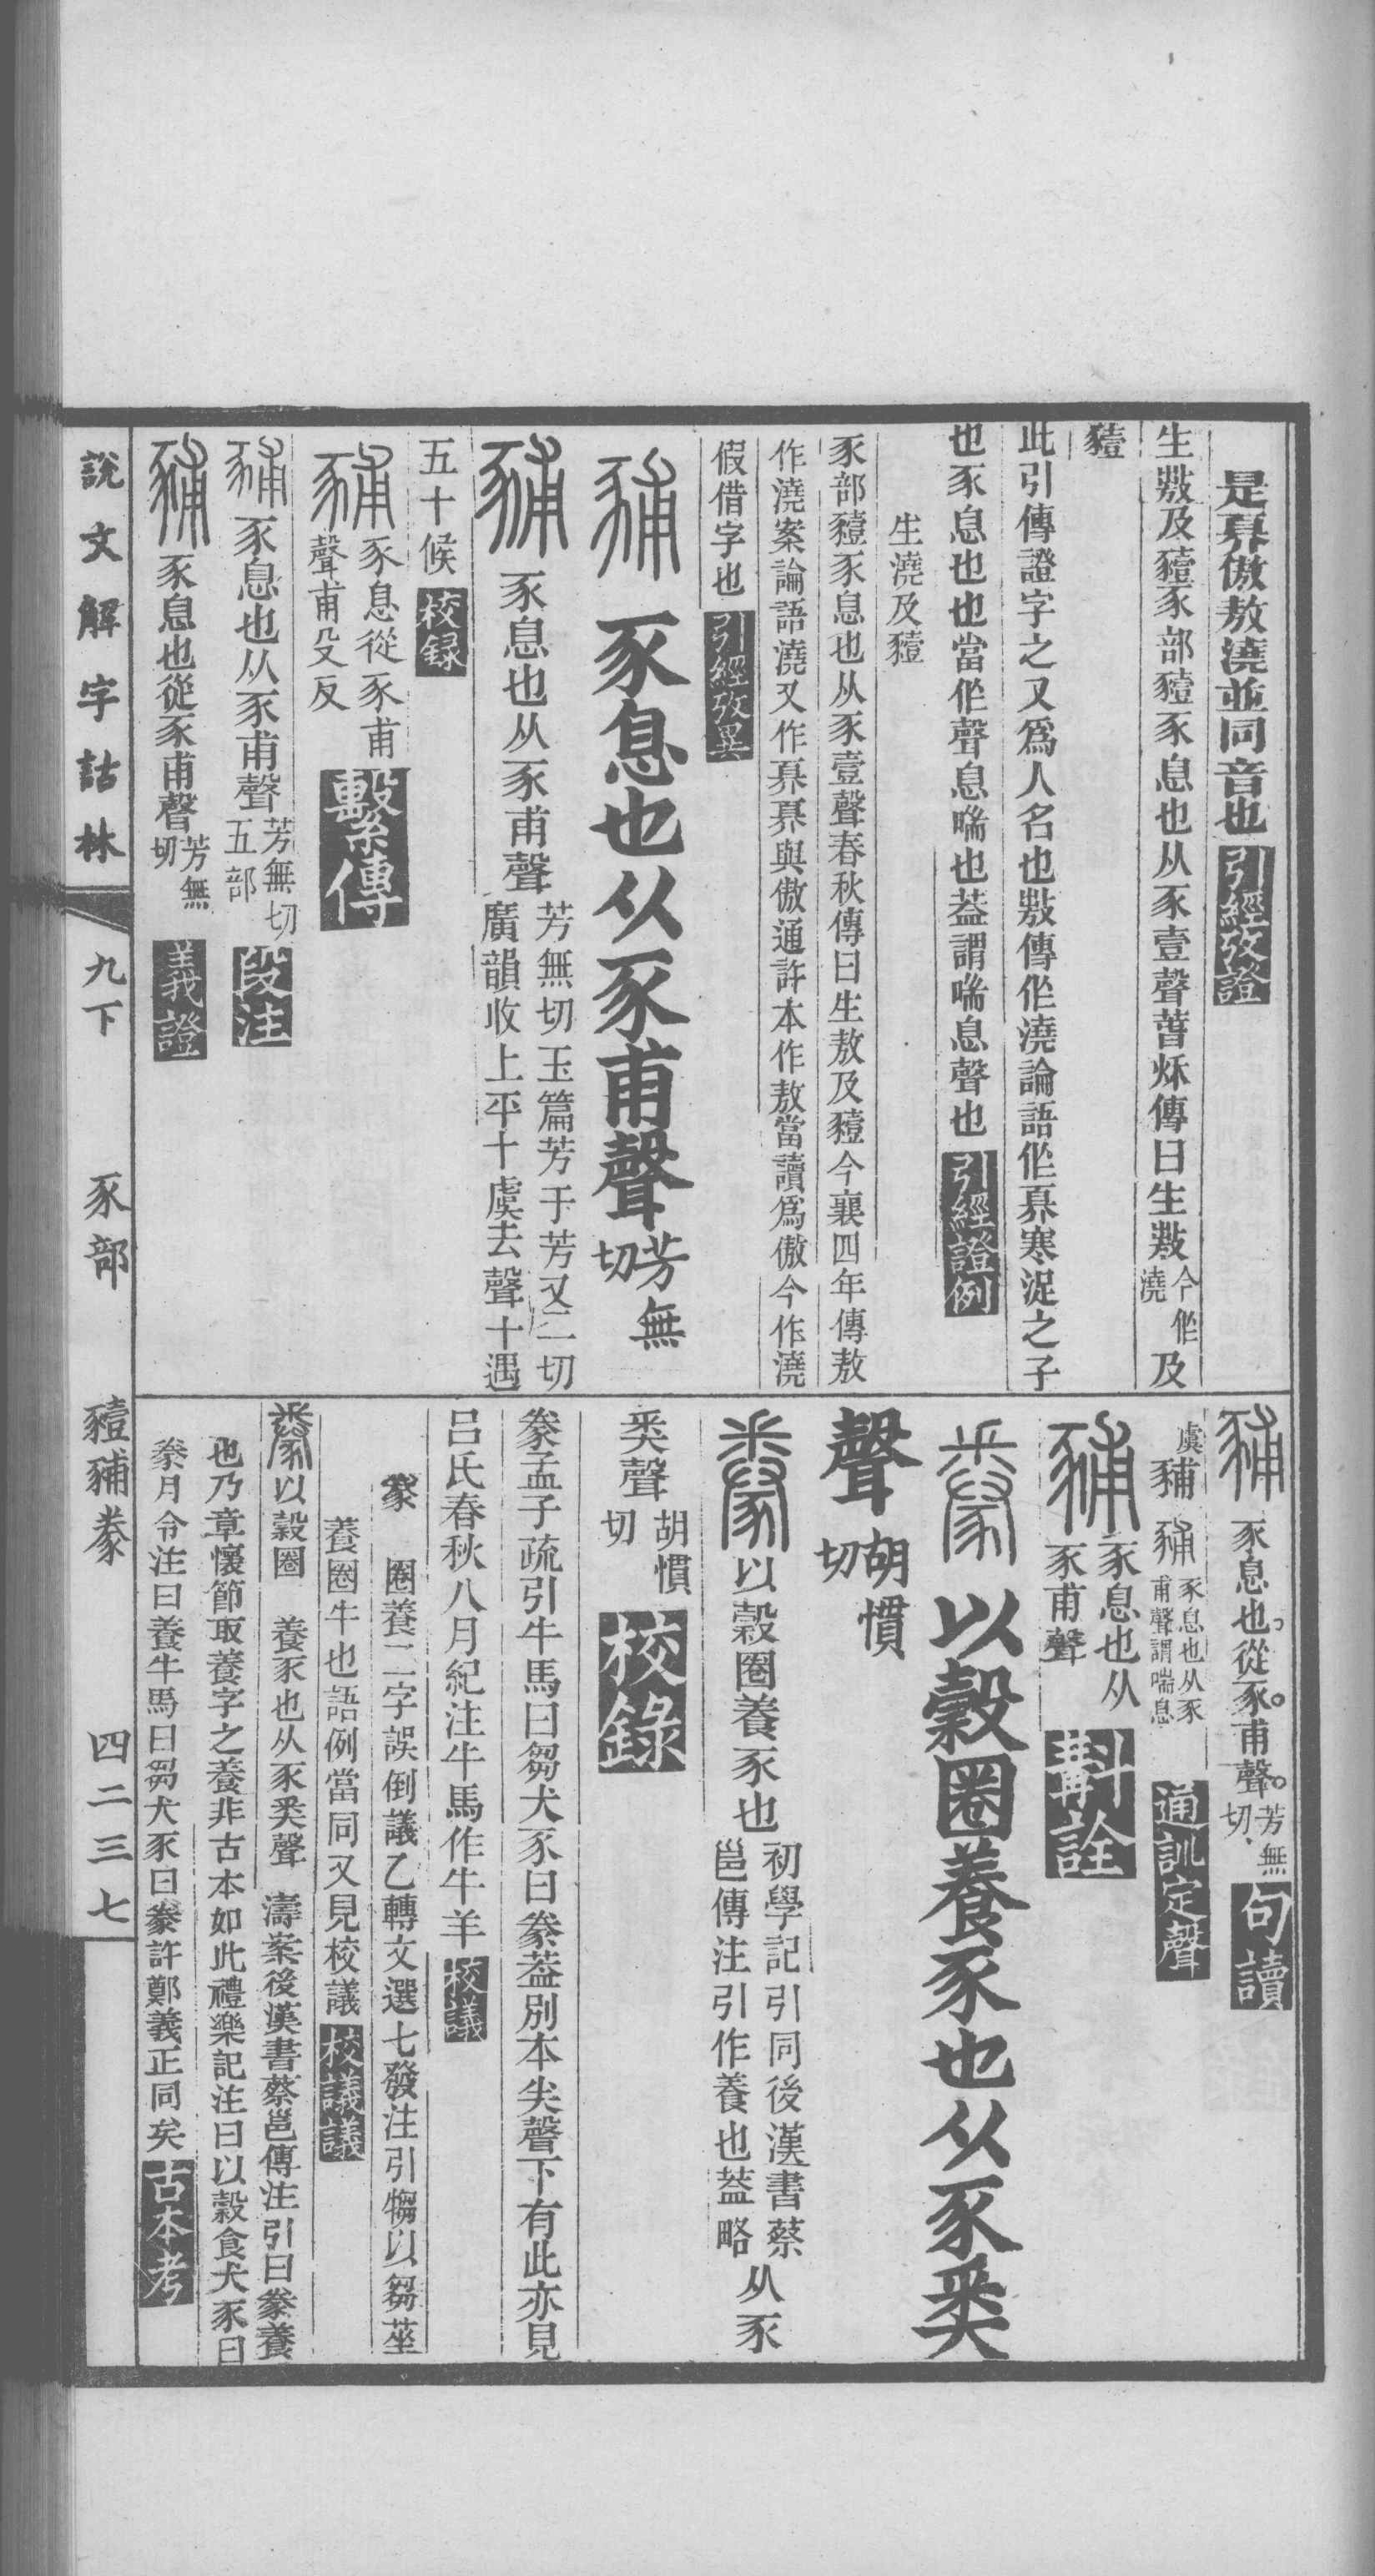 是奡傲敖澆並同音也引經攷證
生敤及豷豕部豷豕息也从豕壹聲萅秌傳曰生敤今作澆及
豷
此引傳證字之又爲人名也敤傳作澆論語作奡寒浞之子
也豕息也也當作聲息喘也葢謂喘息聲也引經證例
生澆及豷
豕部豷豕息也从豕壹聲春秋傳曰生敖及豷今襄四年傳敖
作澆案論語澆又作奡奡與傲通許本作敖當讀爲傲今作澆
假借字也引經攷異
豧 豕息也从豕甫聲芳無切
豧 豕息也从豕甫聲芳無切玉篇芳于芳又二切廣韻收上平十虞去聲十遇
五十候校錄
豧豕息從豕甫聲甫殳反繫傳
豧豕息也从豕甫聲芳無切五部段注
豧豕息也從豕甫聲芳無切義證
說文解字詁林 九下 豕部 豷豧豢 四二三七
豧豕息也從豕甫聲芳無切句讀
虞豧豧豕息也从豕甫聲謂喘息通訓定聲
豧豕息也从豕甫聲斠詮
豢 以穀圈養豕也从豕𢍏
聲胡慣切
豢以穀圈養豕也初學記引同後漢書蔡邕傳注引作養也葢略从豕
𢍏聲胡慣切校錄
豢孟子疏引牛馬曰芻犬豕曰豢葢別本𢍏聲下有此亦見
呂氏春秋八月紀注牛馬作牛羊校議
豢 圈養二字誤倒議乙轉文選七發注引犓以芻莝
養圈牛也語例當同又見校議校議議
豢以穀圈 養豕也从豕𢍏聲 濤案後漢書蔡邕傳注引曰豢養
也乃章懷節取養字之養非古本如此禮樂記注曰以穀食犬豕曰
豢月令注曰養牛馬曰芻犬豕曰豢許鄭義正同矣古本考